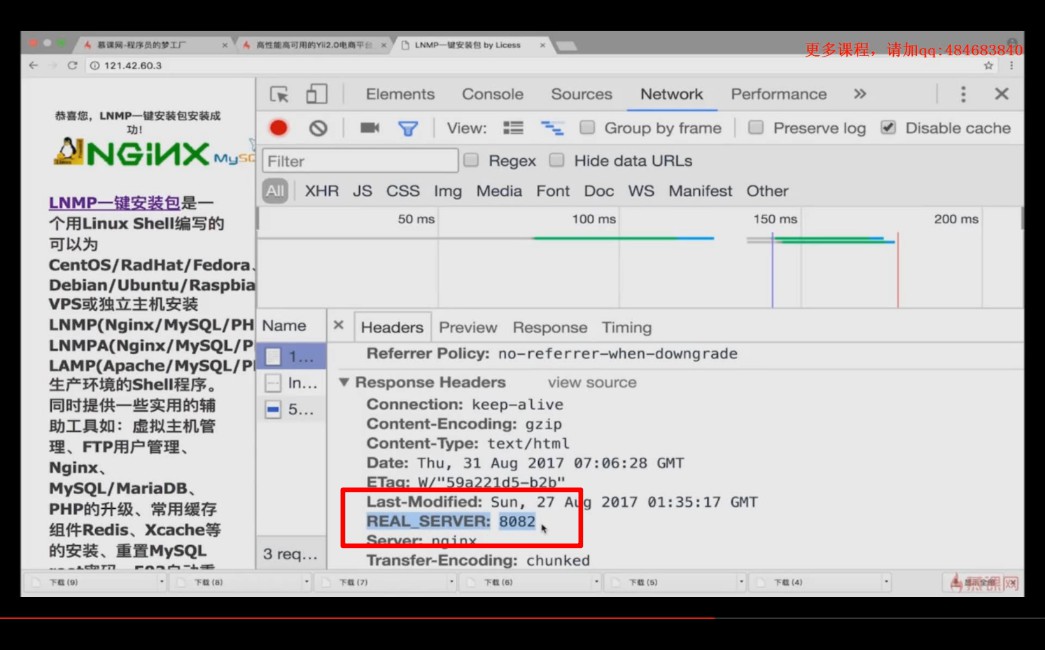 慕课网-程序员的梦工厂
高性能高可用的Yii2.0电商平台
LNMP一键安装包 by Licess
更多课程，请加qq:484683840
121.42.60.3
恭喜您，LNMP一键安装包安装成
功!
NGINX MySQ
LNMP一键安装包是一
个用Linux Shell编写的
可以为
CentOS/RadHat/Fedora、
Debian/Ubuntu/Raspbia
VPS或独立主机安装
LNMP(Nginx/MySQL/PH
LNMPA(Nginx/MySQL/P
LAMP(Apache/MySQL/P
生产环境的Shell程序。
同时提供一些实用的辅
助工具如：虚拟主机管
理、FTP用户管理、
Nginx、
MySQL/MariaDB、
PHP的升级、常用缓存
组件Redis、Xcache等
的安装、重置MySQL
Elements Console Sources Network Performance
View: Group by frame Preserve log Disable cache
Filter Regex Hide data URLs
All XHR JS CSS Img Media Font Doc WS Manifest Other
50 ms 100 ms 150 ms 200 ms
Name
1...
In...
5...
3 req...
Headers Preview Response Timing
Referrer Policy: no-referrer-when-downgrade
Response Headers view source
Connection: keep-alive
Content-Encoding: gzip
Content-Type: text/html
Date: Thu, 31 Aug 2017 07:06:28 GMT
ETag: W/"59a221d5-b2b"
Last-Modified: Sun, 27 Aug 2017 01:35:17 GMT
REAL_SERVER: 8082
Server: nginx
Transfer-Encoding: chunked
下载 (9) 下载 (8) 下载 (7) 下载 (6) 下载 (5) 下载 (4)
慕课网